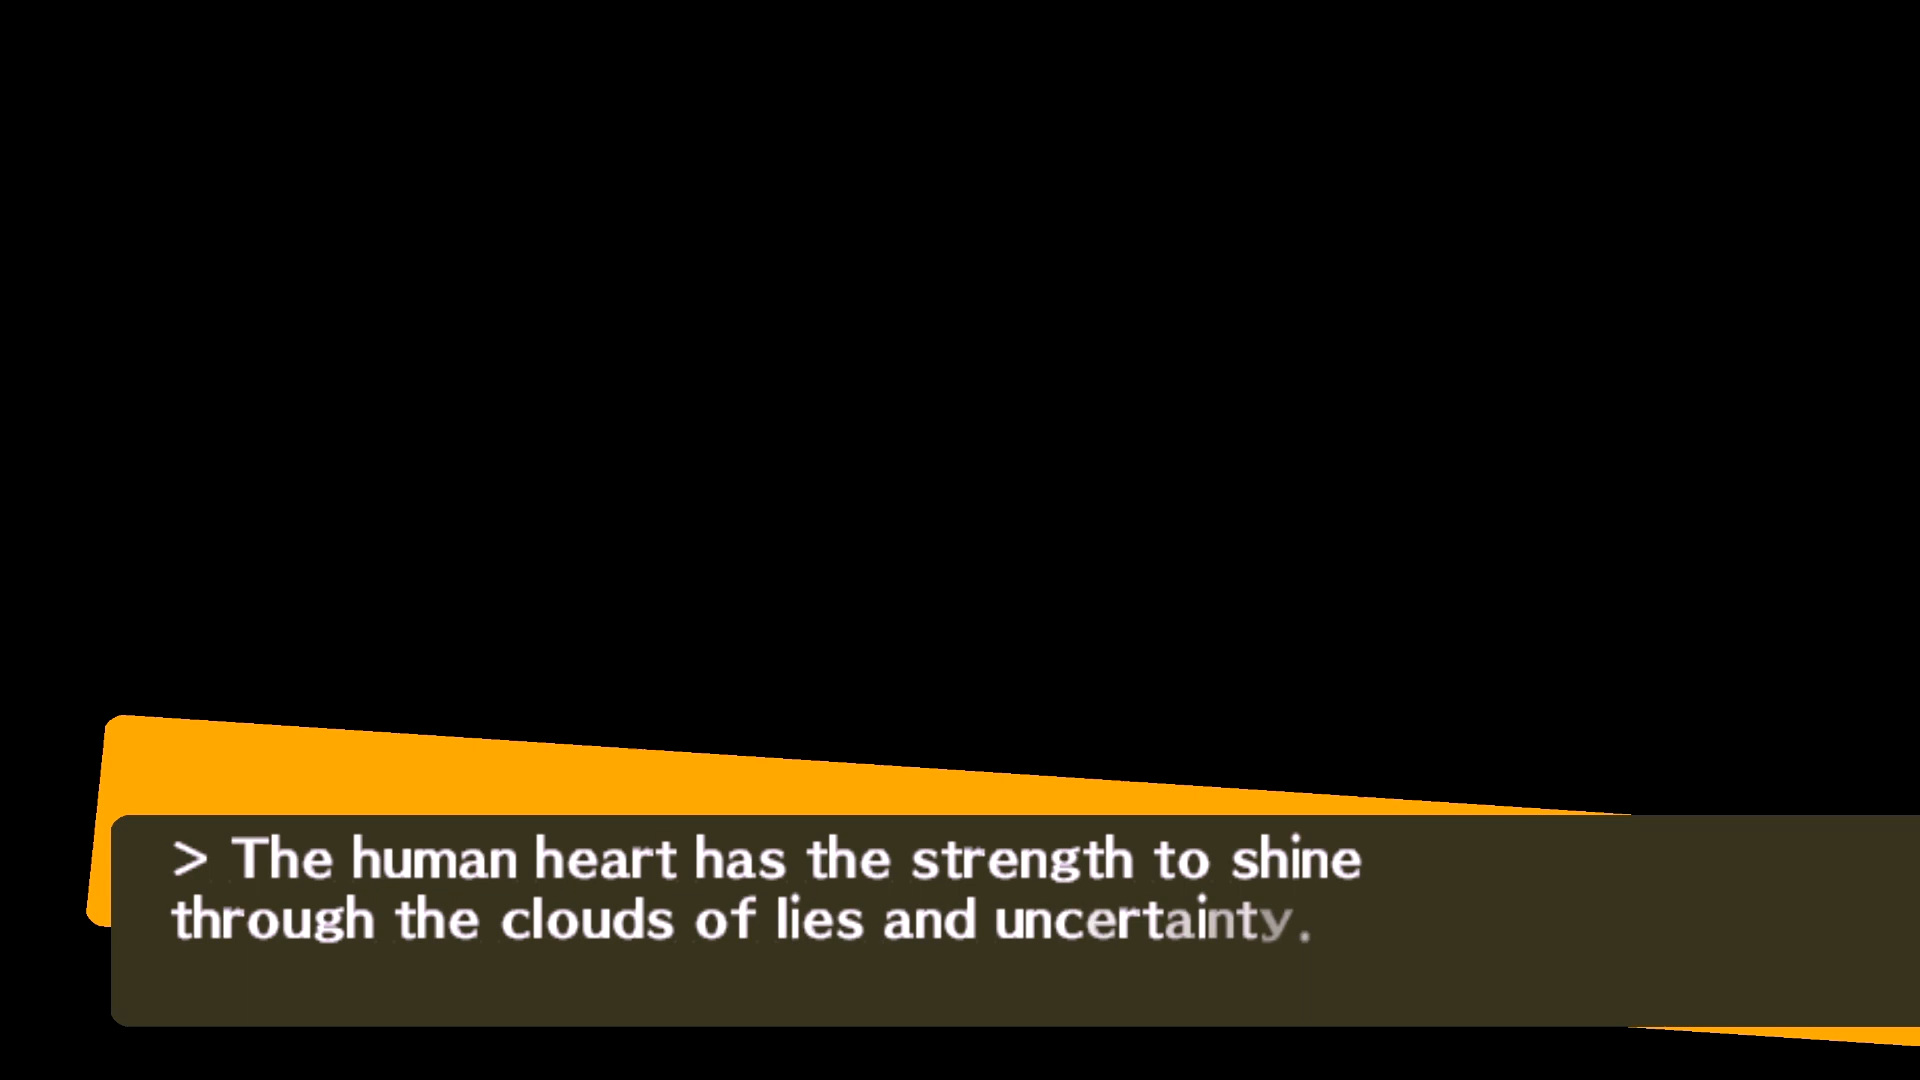 > The human heart has the strength to shine
through the clouds of lies and uncertainty.